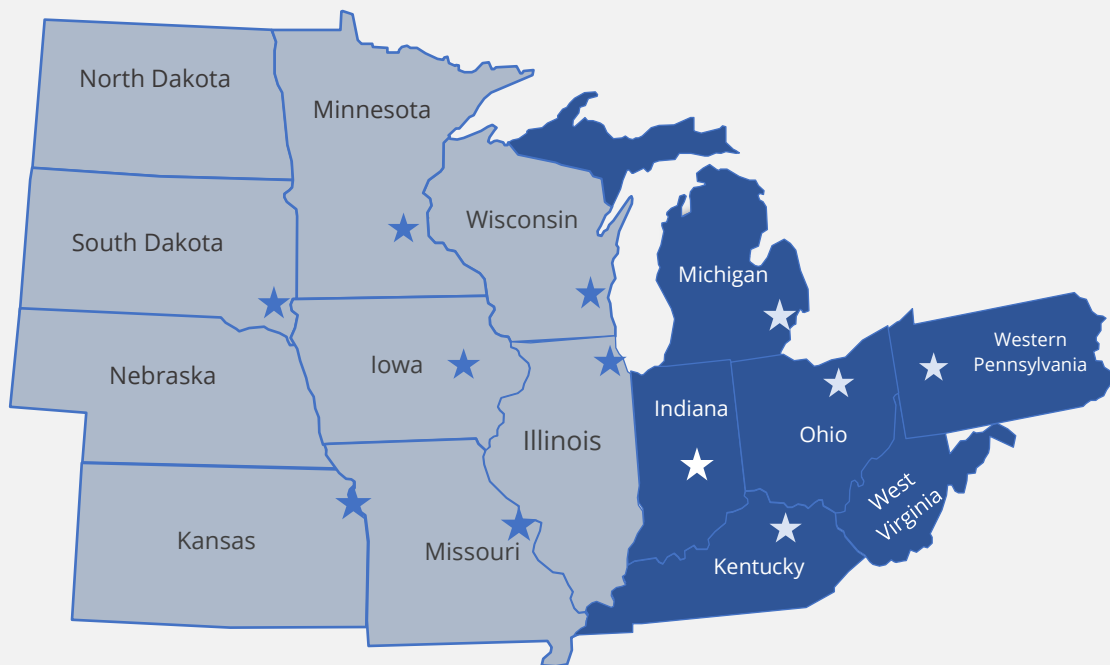 North Dakota
Minnesota
Wisconsin
South Dakota
Michigan
Western
Pennsylvania
Iowa
Nebraska
Indiana
Ohio
Illinois
West
Virginia
Kansas
Missouri
Kentucky